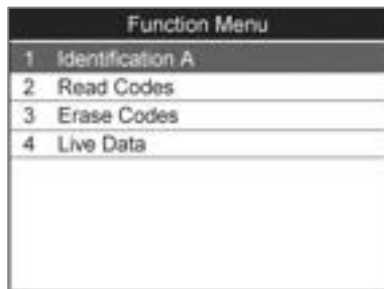 Function Menu
1 Identification A
2 Read Codes
3 Erase Codes
4 Live Data